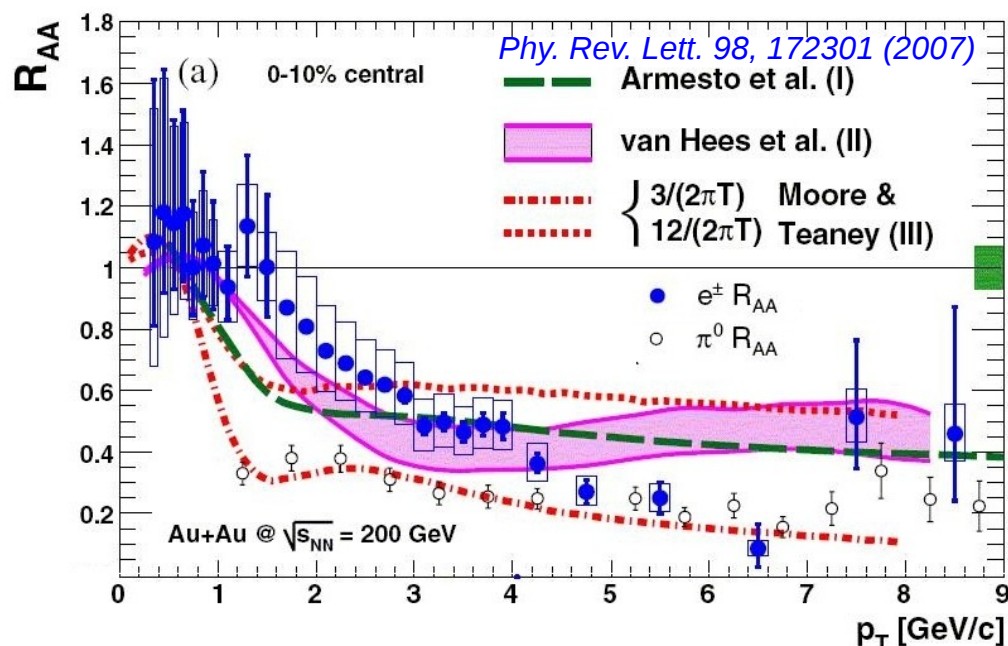 Phy. Rev. Lett. 98, 172301 (2007)
R_AA
1.8
1.6
1.4
1.2
1
0.8
0.6
0.4
0.2
(a)
0-10% central
Armesto et al. (I)
van Hees et al. (II)
3/(2πT) Moore &
12/(2πT) Teaney (III)
e± R_AA
π⁰ R_AA
Au+Au @ √s_NN = 200 GeV
0 1 2 3 4 5 6 7 8 9
p_T [GeV/c]